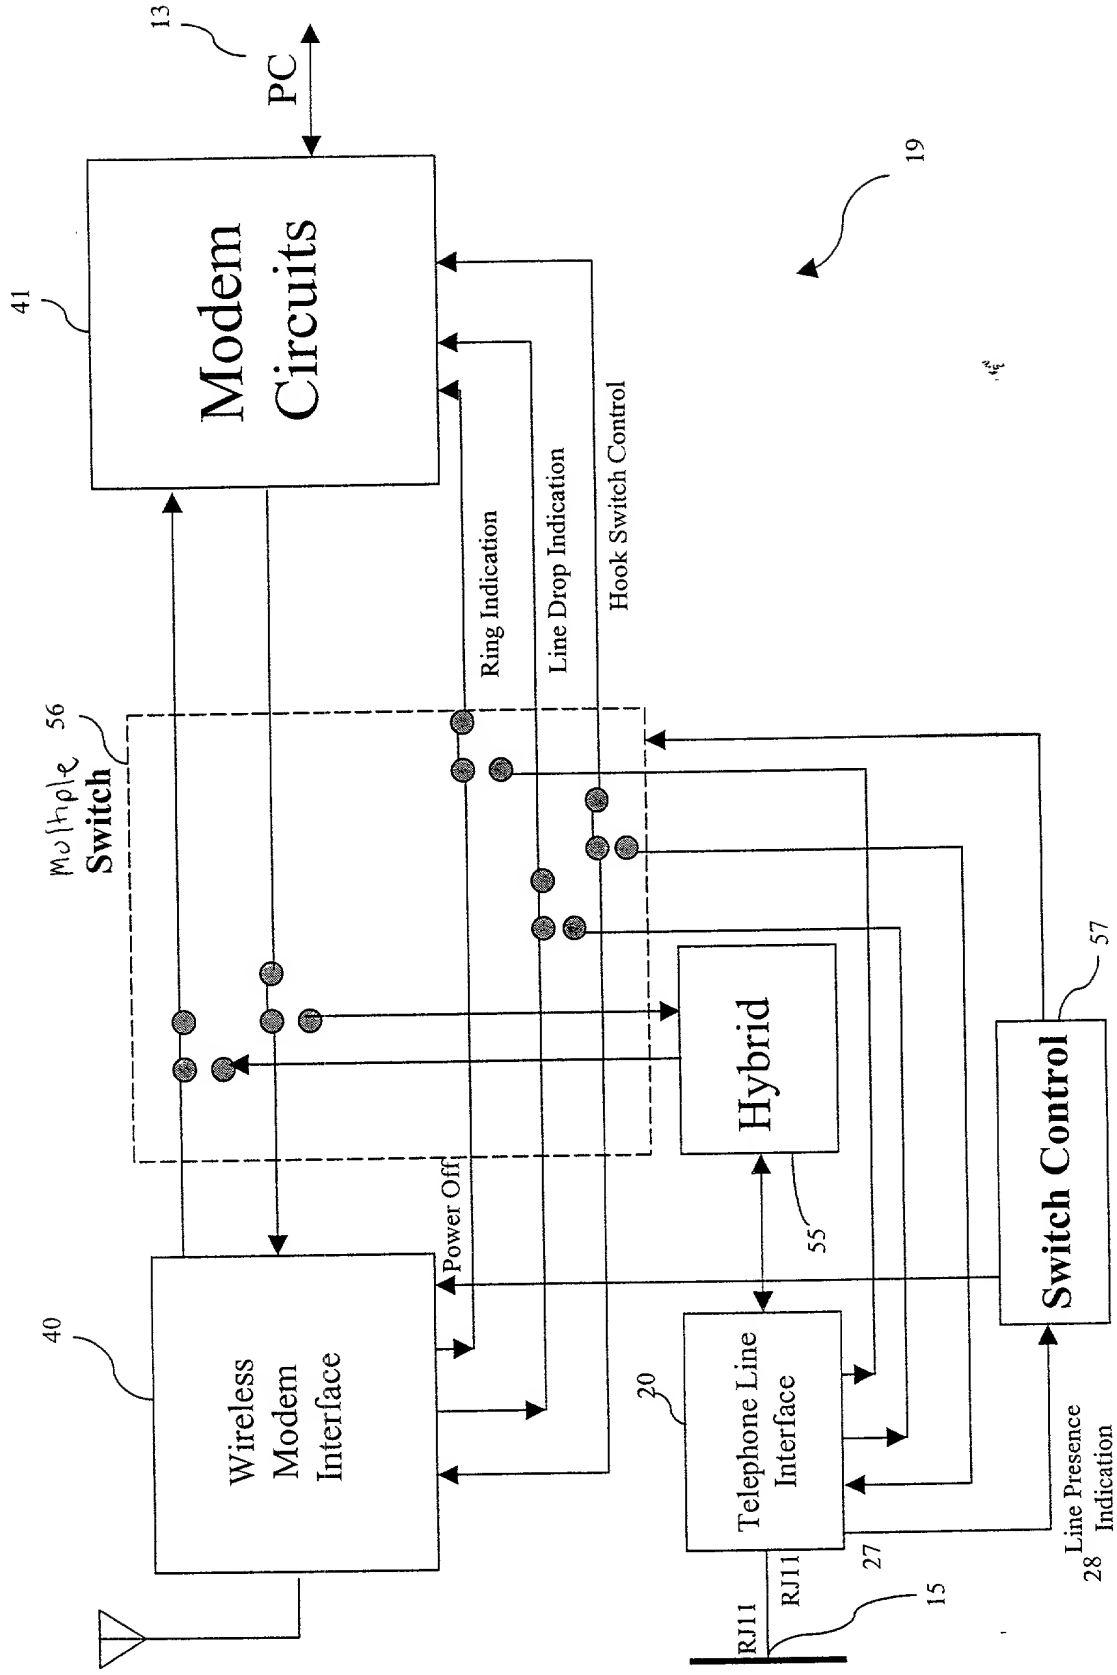 13
PC
41
Modem
Circuits
19
Multiple 56
Switch
Ring Indication
Line Drop Indication
Hook Switch Control
40
Wireless
Modem
Interface
Power Off
Hybrid
55
57
Switch Control
20
Telephone Line
Interface
RJ11
RJ11
27
15
Line Presence
Indication
28